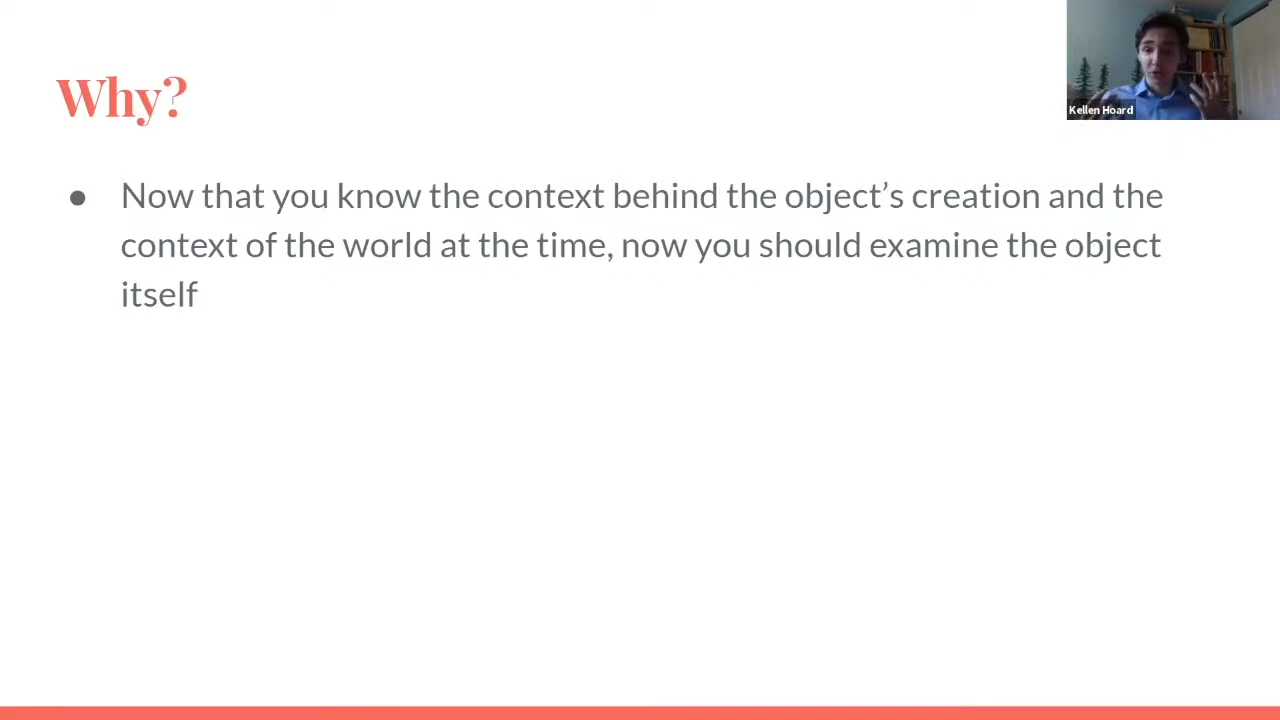 Why?
Kellen Hoard
● Now that you know the context behind the object’s creation and the
context of the world at the time, now you should examine the object
itself